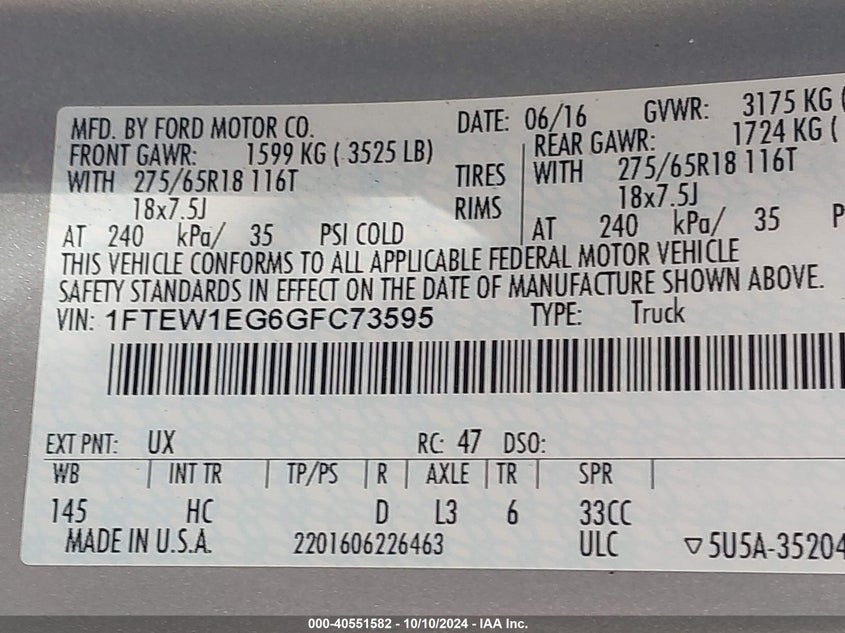 MFD. BY FORD MOTOR CO. DATE: 06/16 GVWR: 3175 KG (
FRONT GAWR: 1599 KG ( 3525 LB) REAR GAWR: 1724 KG (
WITH 275/65R18 116T TIRES WITH 275/65R18 116T
18x7.5J RIMS 18x7.5J
AT 240 kPa/ 35 PSI COLD AT 240 kPa/ 35 P
THIS VEHICLE CONFORMS TO ALL APPLICABLE FEDERAL MOTOR VEHICLE
SAFETY STANDARDS IN EFFECT ON THE DATE OF MANUFACTURE SHOWN ABOVE.
VIN: 1FTEW1EG6GFC73595 TYPE: Truck
EXT PNT: UX RC: 47 DSO:
WB | INT TR | TP/PS | R | AXLE | TR | SPR |
145 HC D L3 6 33CC
MADE IN U.S.A. 2201606226463 ULC ▽5U5A-35204
000-40551582 - 10/10/2024 - IAA, Inc.